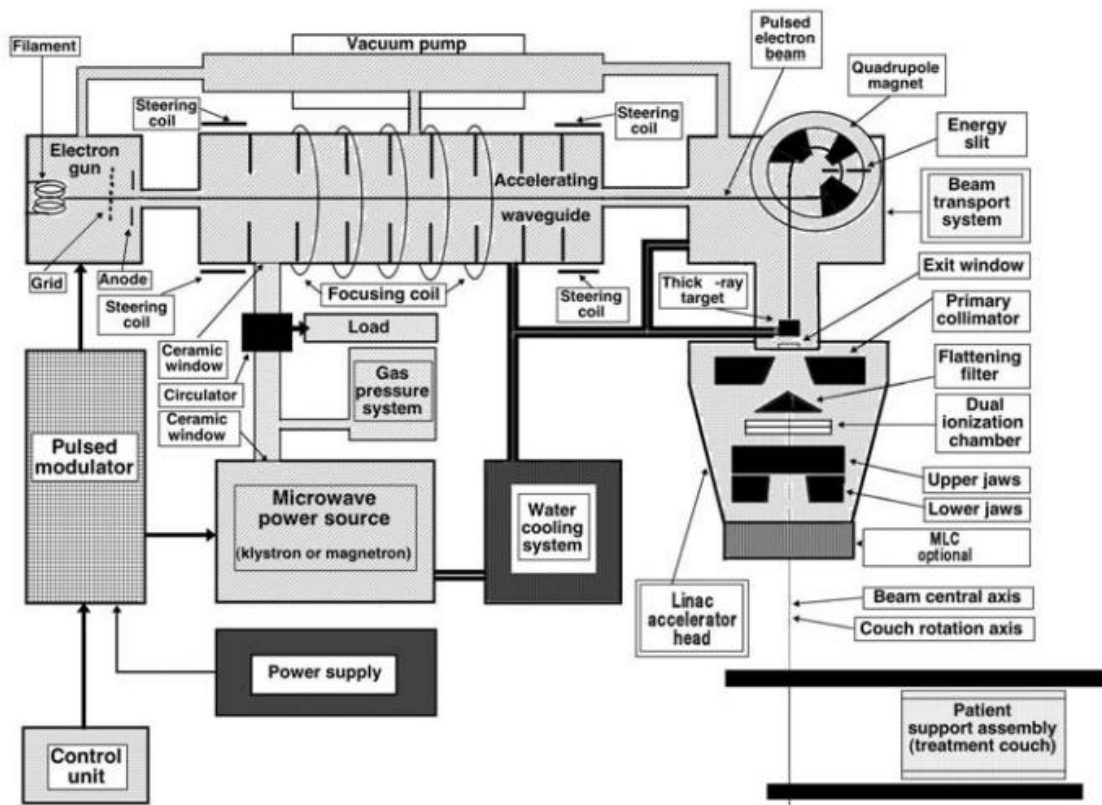 Filament
Vacuum pump
Pulsed
electron
beam
Quadrupole
magnet
Steering
coil
Steering
coil
Energy
slit
Electron
gun
Accelerating
waveguide
Beam
transport
system
Grid
Anode
Steering
coil
Focusing coil
Steering
coil
Thick -ray
target
Exit window
Primary
collimator
Ceramic
window
Load
Circulator
Gas
pressure
system
Flattening
filter
Ceramic
window
Dual
ionization
chamber
Pulsed
modulator
Microwave
power source
(klystron or magnetron)
Water
cooling
system
Upper jaws
Lower jaws
MLC
optional
Linac
accelerator
head
Beam central axis
Couch rotation axis
Power supply
Patient
support assembly
(treatment couch)
Control
unit